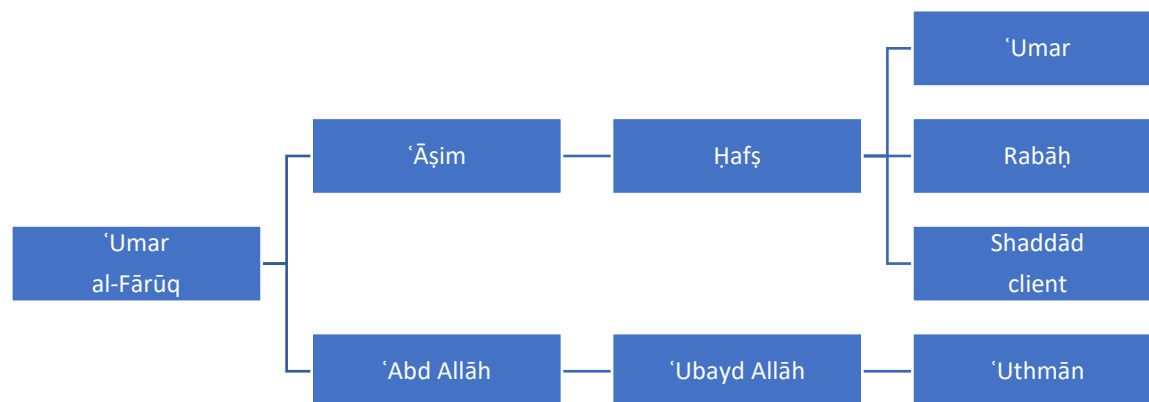 ʿUmar
al-Fārūq
ʿĀṣim
Ḥafṣ
ʿUmar
Rabāḥ
Shaddād
client
ʿAbd Allāh
ʿUbayd Allāh
ʿUthmān